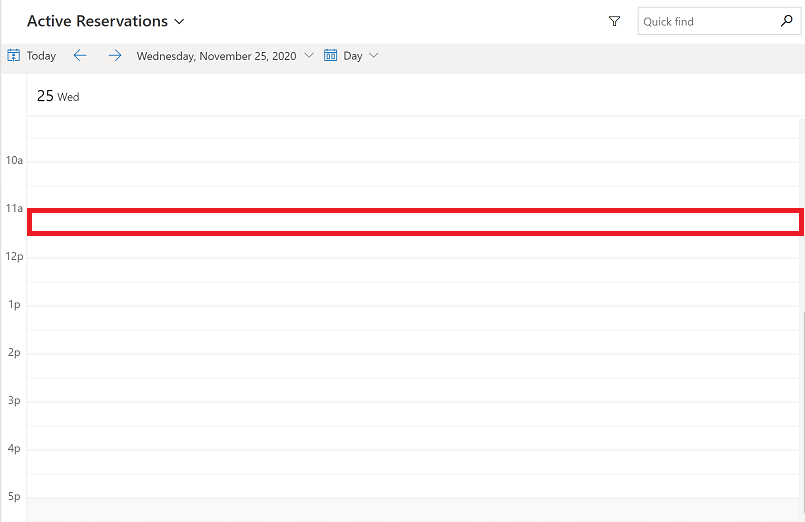 Active Reservations
Quick find
Today
Wednesday, November 25, 2020
Day
25 Wed
10a
11a
12p
1p
2p
3p
4p
5p